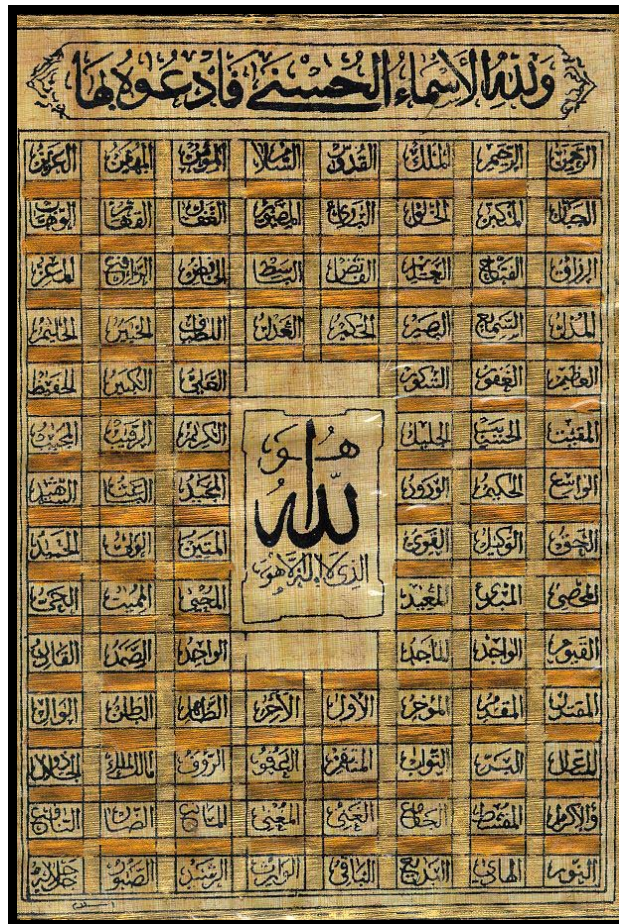 ولله الأسماء الحسنى فادعوه بها
الرحمن الرحيم الملك القدوس السلام المؤمن المهيمن العزيز
الجبار المتكبر الخالق البارئ المصور الغفار القهار الوهاب
الرزاق الفتاح العليم القابض الباسط الخافض الرافع المعز
المذل السميع البصير الحكم العدل اللطيف الخبير الحليم
العظيم الغفور الشكور العلي الكبير الحفيظ
المقيت الحسيب الجليل الكريم الرقيب المجيب
الواسع الحكيم الودود المجيد الباعث الشهيد
الحق الوكيل القوي المتين الولي الحميد
المحصي المبدئ المعيد المحيي المميت الحي
القيوم الواجد الماجد الواحد الصمد القادر
هو
الله
الذي لا إله إلا هو
المقتدر المقدم المؤخر الأول الآخر الظاهر الباطن الوالي
المتعال البر التواب المنتقم العفو الرؤوف مالك الملك ذو الجلال
والإكرام المقسط الجامع الغني المغني المانع الضار النافع
النور الهادي البديع الباقي الوارث الرشيد الصبور جل جلاله